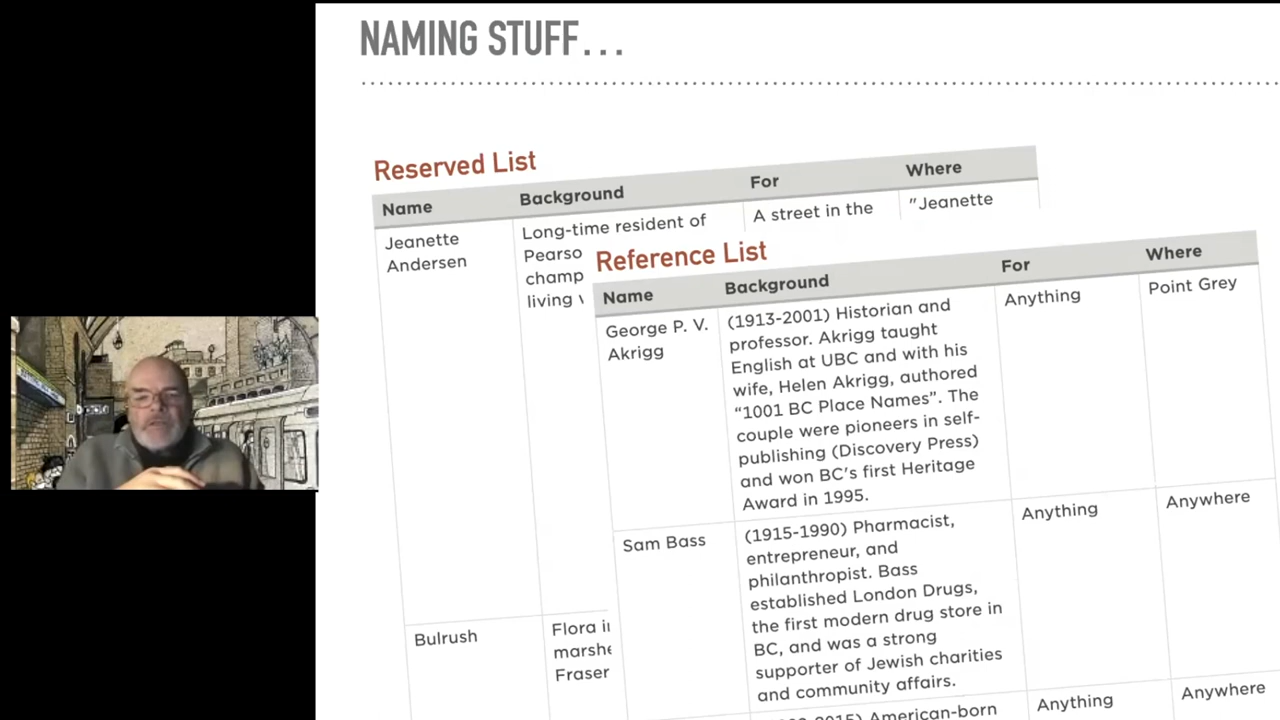 NAMING STUFF...
Reserved List
Name Background For Where
Jeanette
Andersen
Long-time resident of
Pearso
champ
living
A street in the
"Jeanette
Bulrush
Flora in
marshe
Fraser
Reference List
Name Background For Where
George P. V.
Akrigg
(1913-2001) Historian and
professor. Akrigg taught
English at UBC and with his
wife, Helen Akrigg, authored
"1001 BC Place Names". The
couple were pioneers in self-
publishing (Discovery Press)
and won BC's first Heritage
Award in 1995.
Anything
Point Grey
Sam Bass
(1915-1990) Pharmacist,
entrepreneur, and
philanthropist. Bass
established London Drugs,
the first modern drug store in
BC, and was a strong
supporter of Jewish charities
and community affairs.
Anything
Anywhere
American-born
Anything
Anywhere